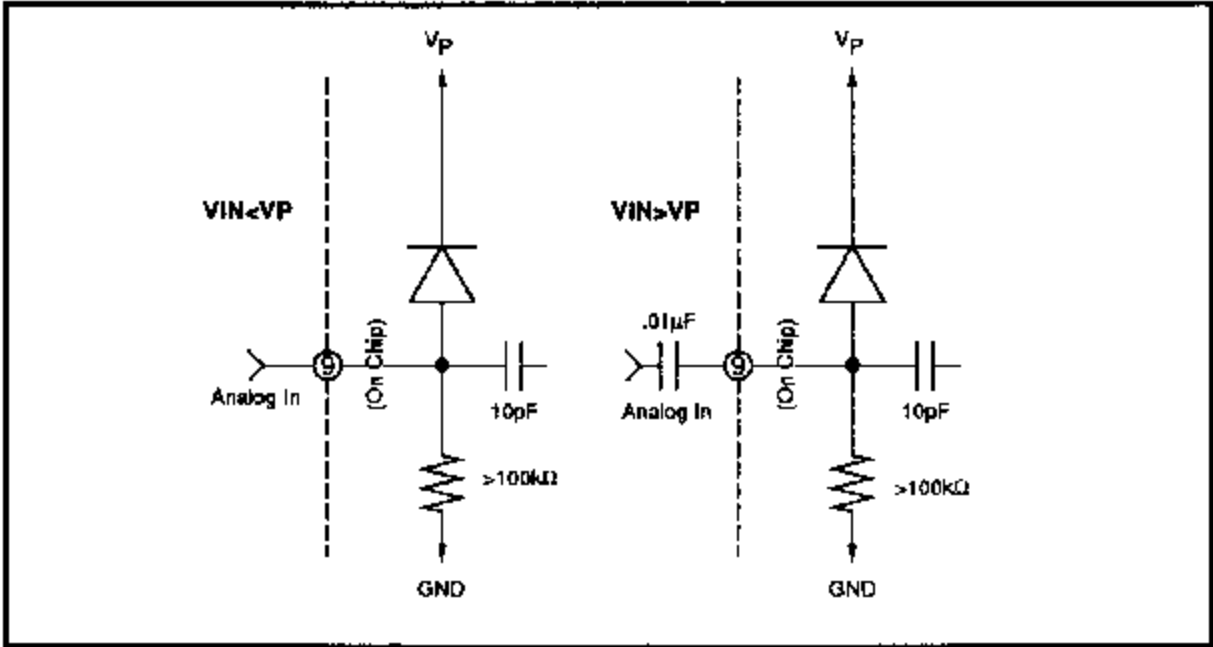 VP
VIN<VP
9
(On Chip)
Analog In
10pF
>100kΩ
GND
VP
VIN>VP
.01µF
9
(On Chip)
Analog In
10pF
>100kΩ
GND